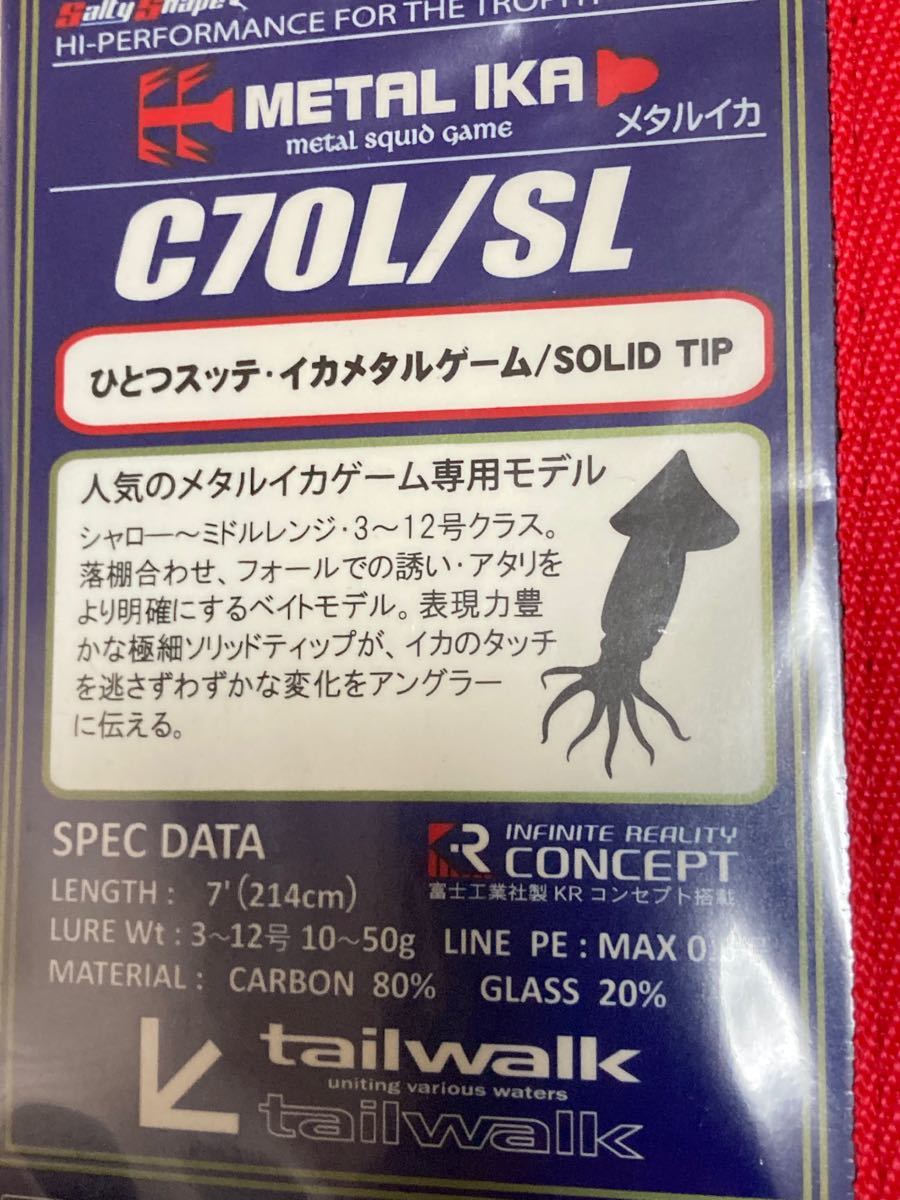 Salty Shape
HI-PERFORMANCE FOR THE TROPHY
METAL IKA
metal squid game
メタルイカ
C70L/SL
ひとつスッテ・イカメタルゲーム/SOLID TIP
人気のメタルイカゲーム専用モデル
シャロー～ミドルレンジ・3～12号クラス。
落棚合わせ、フォールでの誘い・アタリを
より明確にするベイトモデル。表現力豊
かな極細ソリッドティップが、イカのタッチ
を逃さずわずかな変化をアングラー
に伝える。
SPEC DATA
K-R INFINITE REALITY
CONCEPT
富士工業社製 KR コンセプト搭載
LENGTH : 7'(214cm)
LURE Wt : 3~12号 10~50g LINE PE : MAX
MATERIAL : CARBON 80% GLASS 20%
tailwalk
uniting various waters
tailwalk